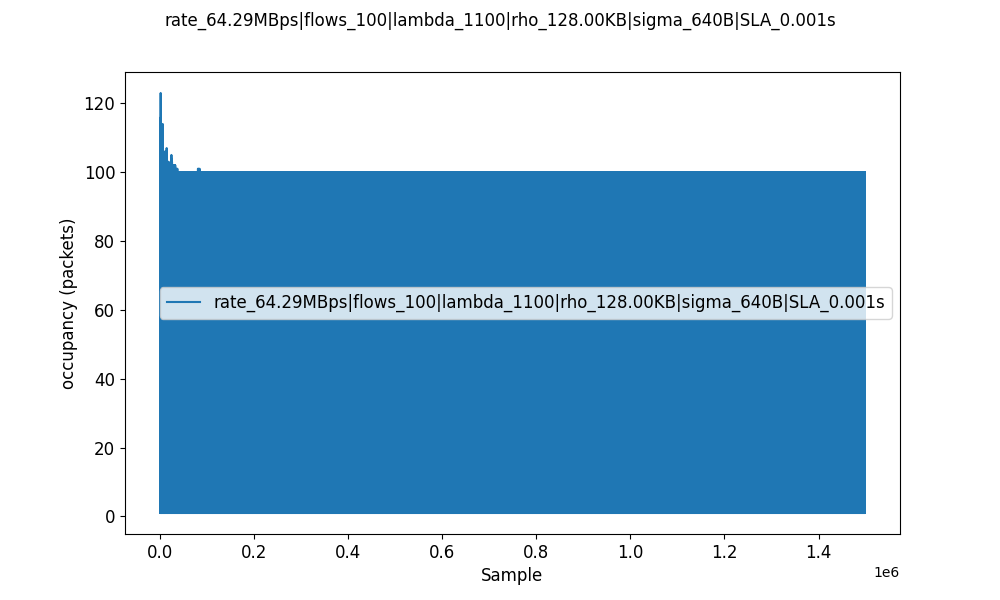 rate_64.29MBps|flows_100|lambda_1100|rho_128.00KB|sigma_640B|SLA_0.001s
120
100
80
60
40
20
0
occupancy (packets)
rate_64.29MBps|flows_100|lambda_1100|rho_128.00KB|sigma_640B|SLA_0.001s
0.0 0.2 0.4 0.6 0.8 1.0 1.2 1.4
Sample
1e6